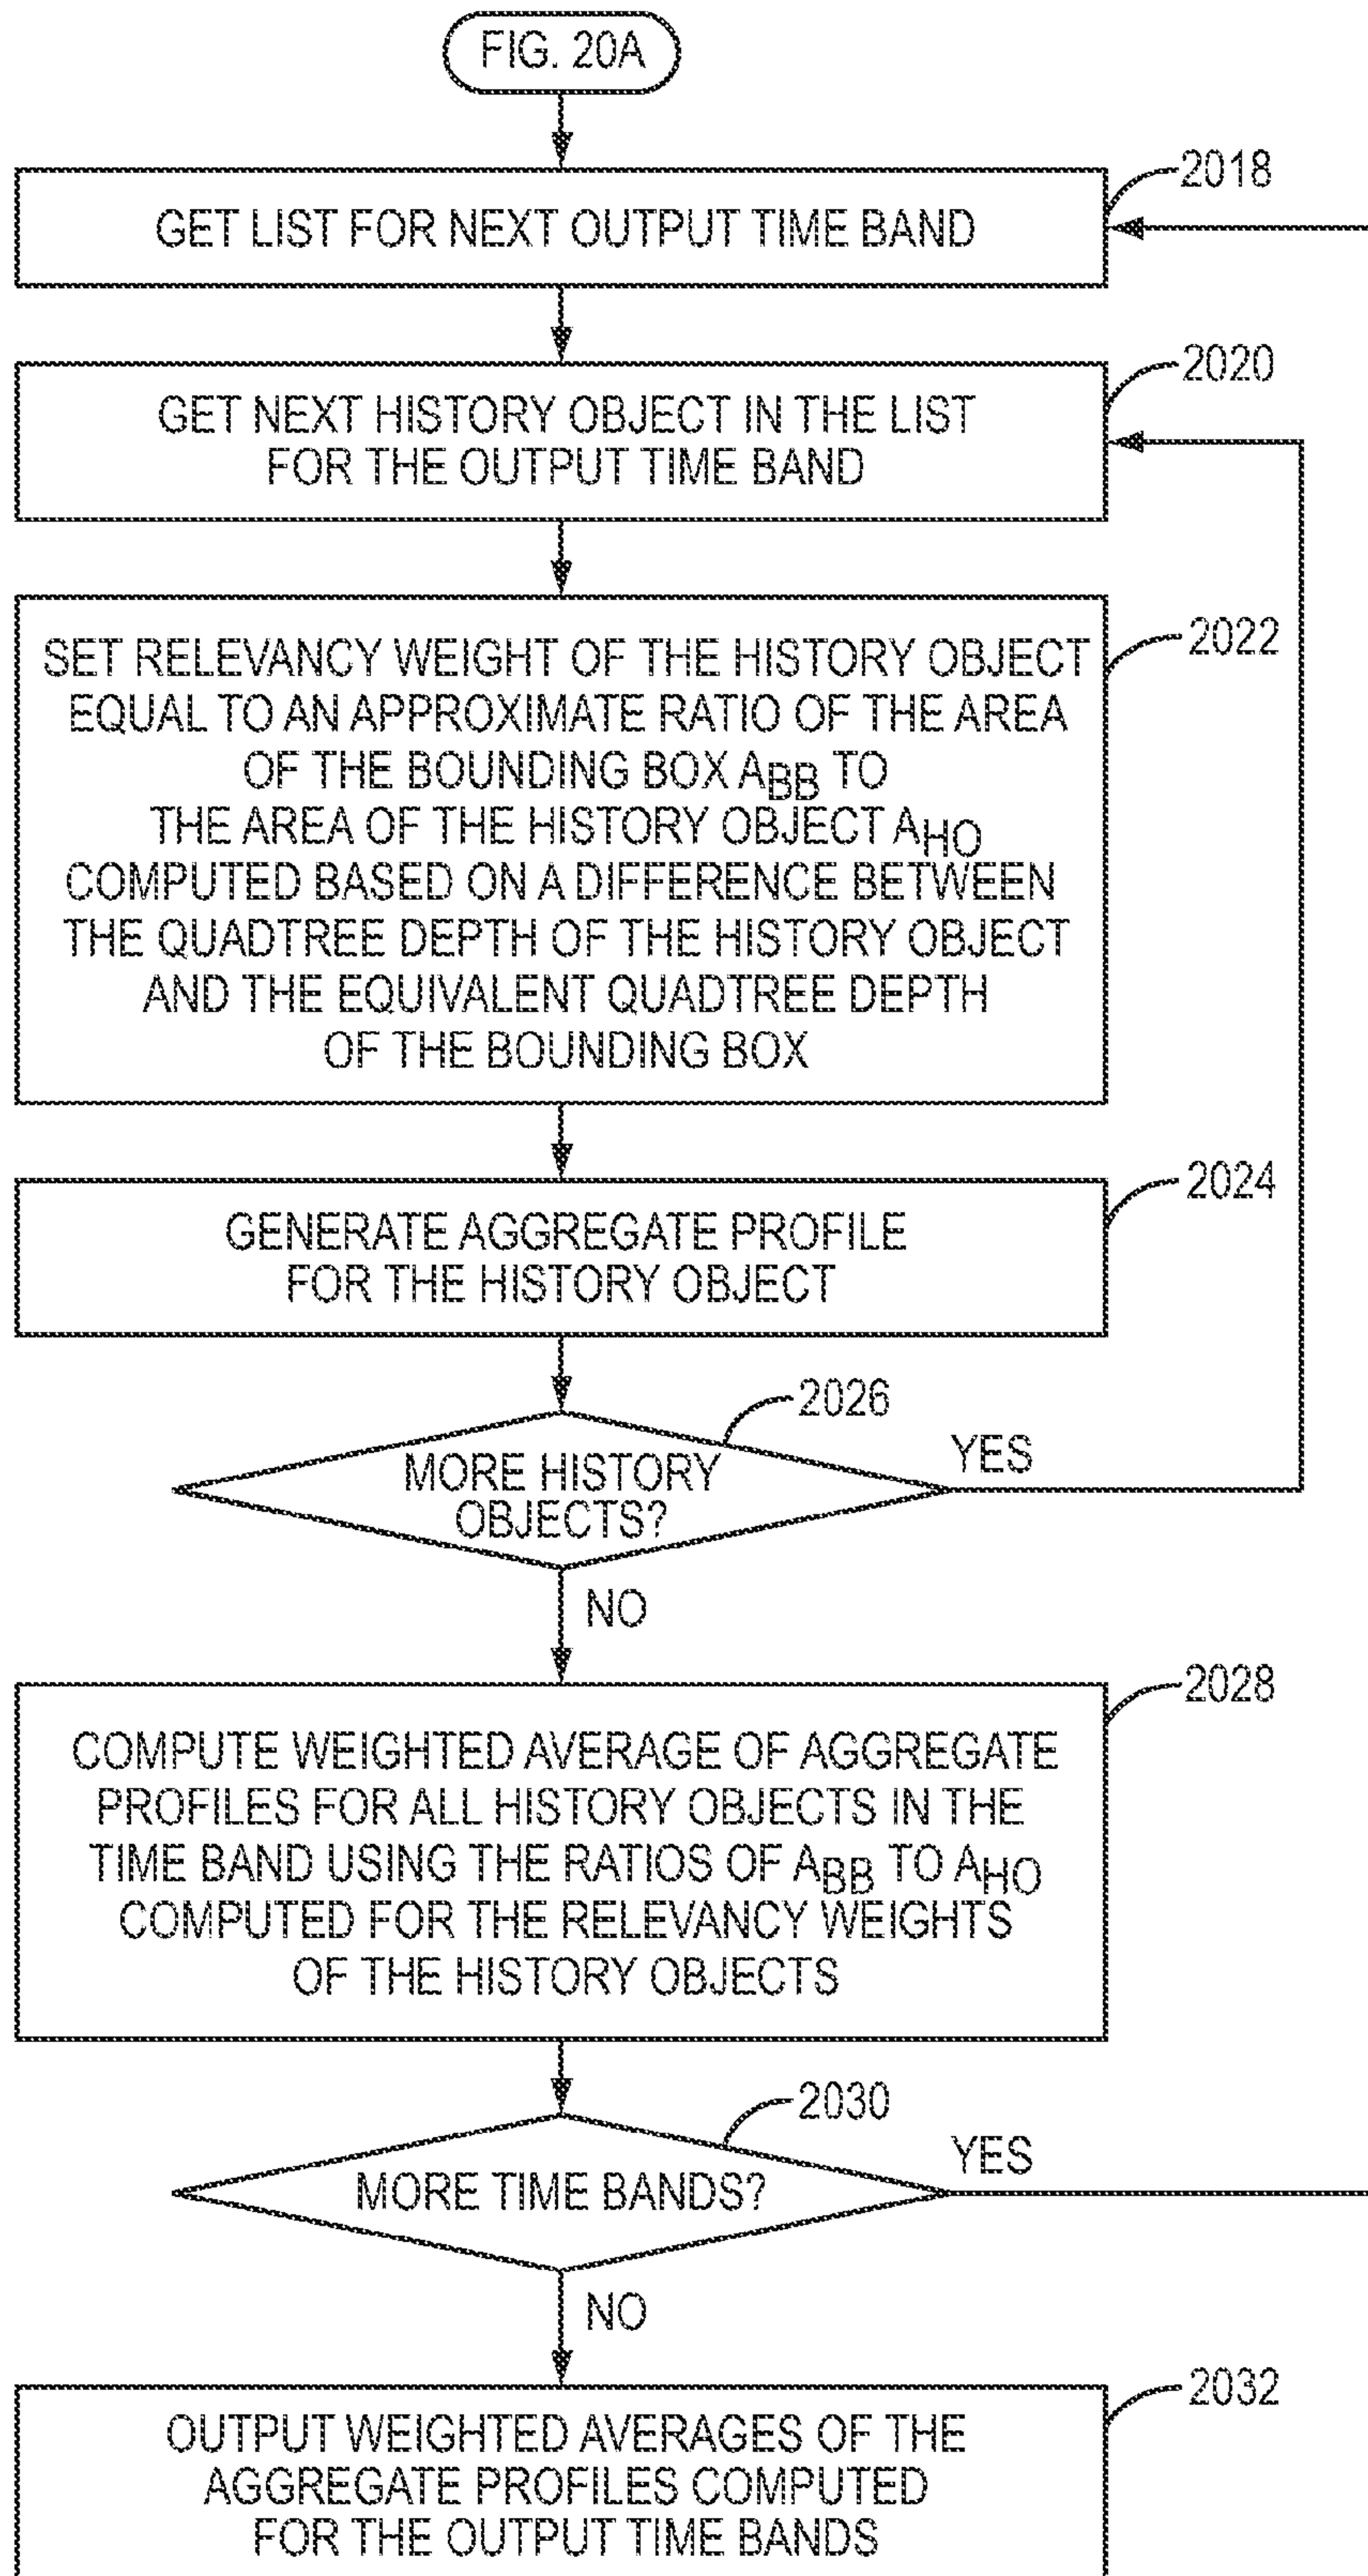 FIG. 20A
2018
GET LIST FOR NEXT OUTPUT TIME BAND
2020
GET NEXT HISTORY OBJECT IN THE LIST
FOR THE OUTPUT TIME BAND
2022
SET RELEVANCY WEIGHT OF THE HISTORY OBJECT
EQUAL TO AN APPROXIMATE RATIO OF THE AREA
OF THE BOUNDING BOX ABB TO
THE AREA OF THE HISTORY OBJECT AHO
COMPUTED BASED ON A DIFFERENCE BETWEEN
THE QUADTREE DEPTH OF THE HISTORY OBJECT
AND THE EQUIVALENT QUADTREE DEPTH
OF THE BOUNDING BOX
2024
GENERATE AGGREGATE PROFILE
FOR THE HISTORY OBJECT
2026
MORE HISTORY
OBJECTS?
YES
NO
2028
COMPUTE WEIGHTED AVERAGE OF AGGREGATE
PROFILES FOR ALL HISTORY OBJECTS IN THE
TIME BAND USING THE RATIOS OF ABB TO AHO
COMPUTED FOR THE RELEVANCY WEIGHTS
OF THE HISTORY OBJECTS
2030
MORE TIME BANDS?
YES
NO
2032
OUTPUT WEIGHTED AVERAGES OF THE
AGGREGATE PROFILES COMPUTED
FOR THE OUTPUT TIME BANDS